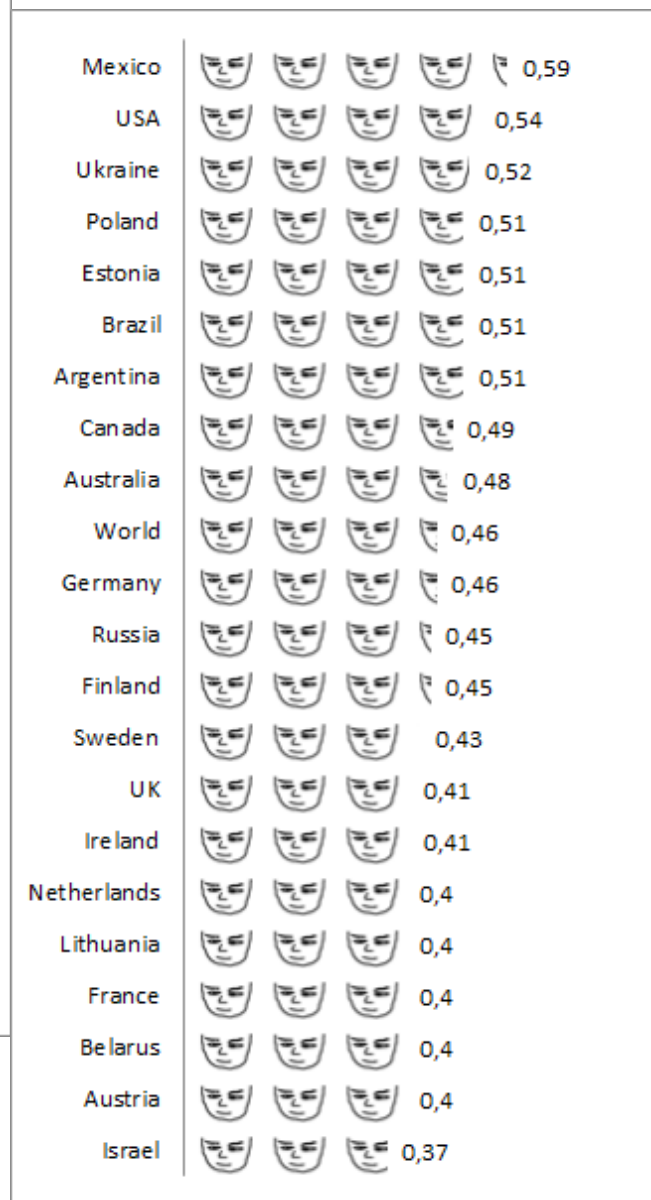 Mexico 0,59
USA 0,54
Ukraine 0,52
Poland 0,51
Estonia 0,51
Brazil 0,51
Argentina 0,51
Canada 0,49
Australia 0,48
World 0,46
Germany 0,46
Russia 0,45
Finland 0,45
Sweden 0,43
UK 0,41
Ireland 0,41
Netherlands 0,4
Lithuania 0,4
France 0,4
Belarus 0,4
Austria 0,4
Israel 0,37